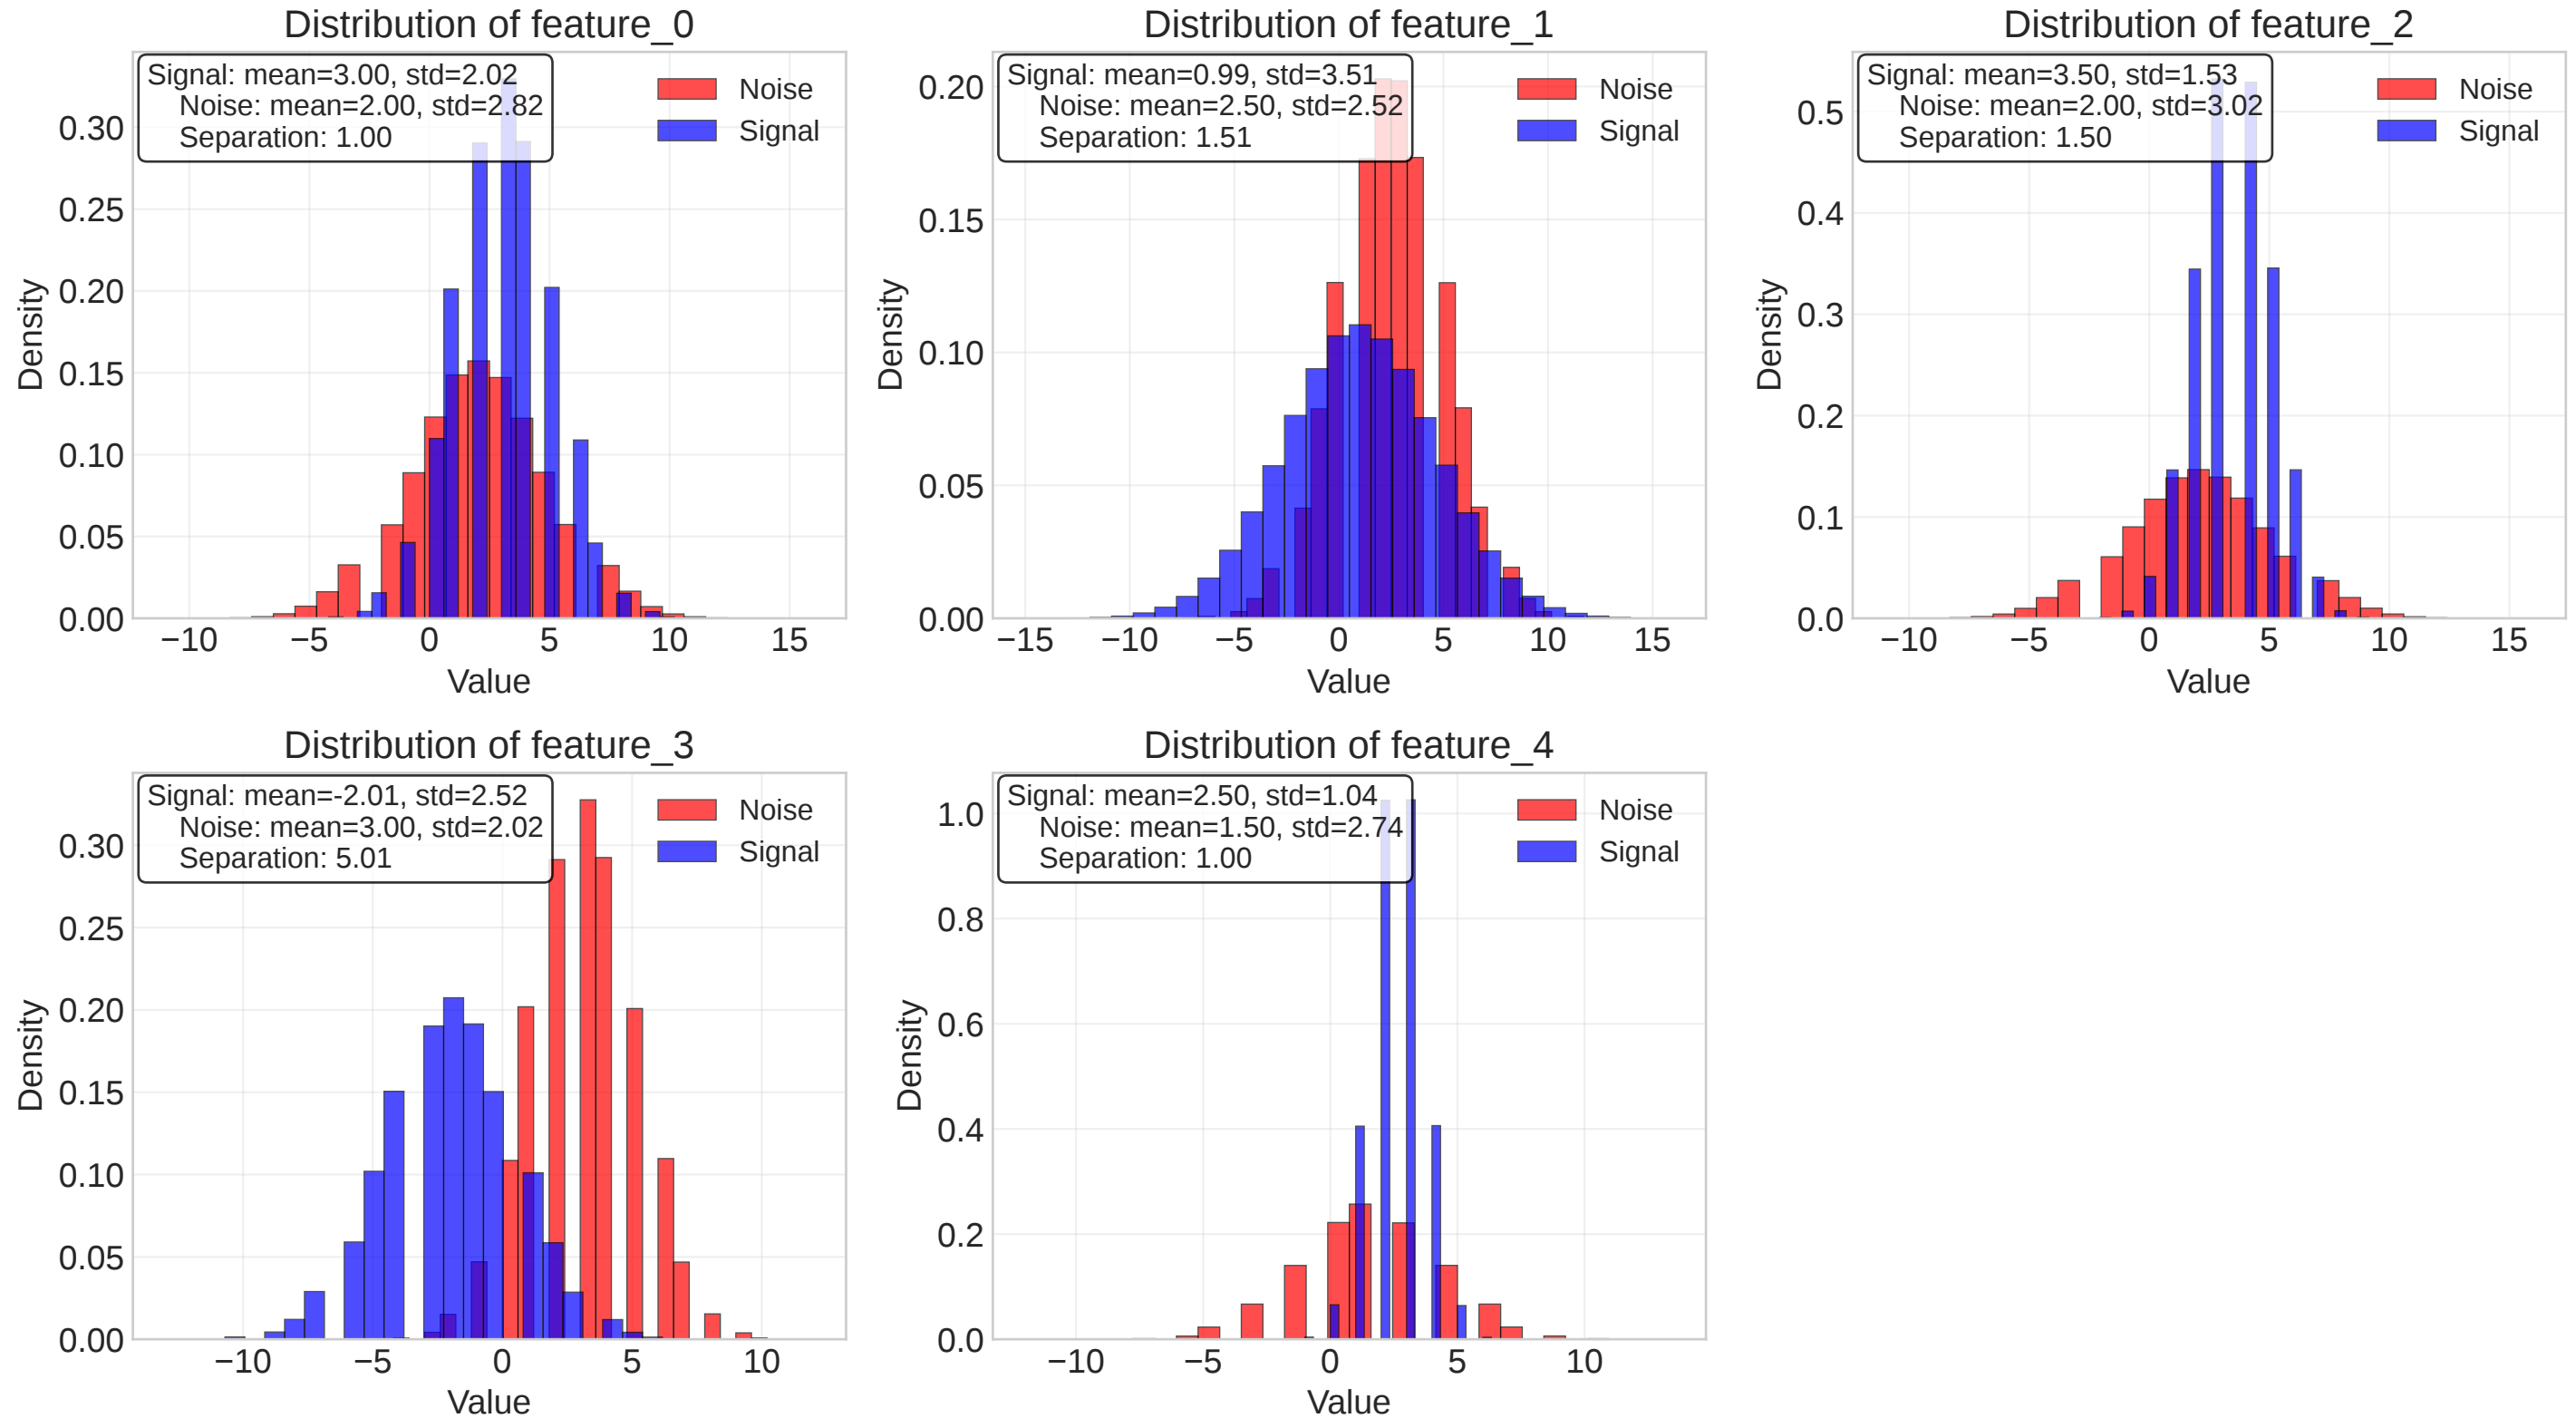 Distribution of feature_0
Signal: mean=3.00, std=2.02
Noise: mean=2.00, std=2.82
Separation: 1.00
Noise
Signal
Density
0.30
0.25
0.20
0.15
0.10
0.05
0.00
−10 −5 0 5 10 15
Value
Distribution of feature_1
Signal: mean=0.99, std=3.51
Noise: mean=2.50, std=2.52
Separation: 1.51
Noise
Signal
Density
0.20
0.15
0.10
0.05
0.00
−15 −10 −5 0 5 10 15
Value
Distribution of feature_2
Signal: mean=3.50, std=1.53
Noise: mean=2.00, std=3.02
Separation: 1.50
Noise
Signal
Density
0.5
0.4
0.3
0.2
0.1
0.0
−10 −5 0 5 10 15
Value
Distribution of feature_3
Signal: mean=-2.01, std=2.52
Noise: mean=3.00, std=2.02
Separation: 5.01
Noise
Signal
Density
0.30
0.25
0.20
0.15
0.10
0.05
0.00
−10 −5 0 5 10
Value
Distribution of feature_4
Signal: mean=2.50, std=1.04
Noise: mean=1.50, std=2.74
Separation: 1.00
Noise
Signal
Density
1.0
0.8
0.6
0.4
0.2
0.0
−10 −5 0 5 10
Value